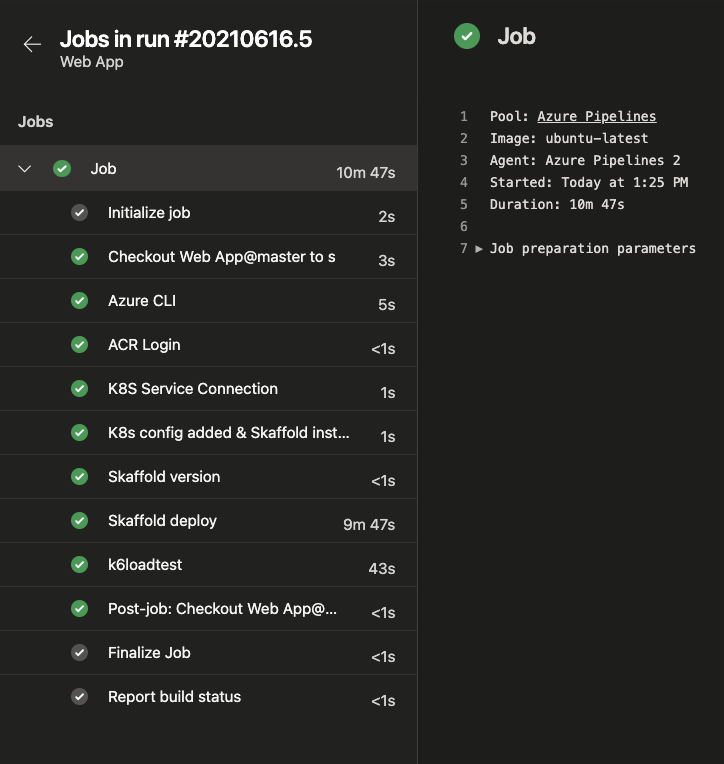 Jobs in run #20210616.5
Web App
Jobs
Job 10m 47s
Initialize job 2s
Checkout Web App@master to s 3s
Azure CLI 5s
ACR Login <1s
K8S Service Connection 1s
K8s config added & Skaffold inst... 1s
Skaffold version <1s
Skaffold deploy 9m 47s
k6loadtest 43s
Post-job: Checkout Web App@... <1s
Finalize Job <1s
Report build status <1s
Job
1 Pool: Azure Pipelines
2 Image: ubuntu-latest
3 Agent: Azure Pipelines 2
4 Started: Today at 1:25 PM
5 Duration: 10m 47s
6
7 ▸ Job preparation parameters